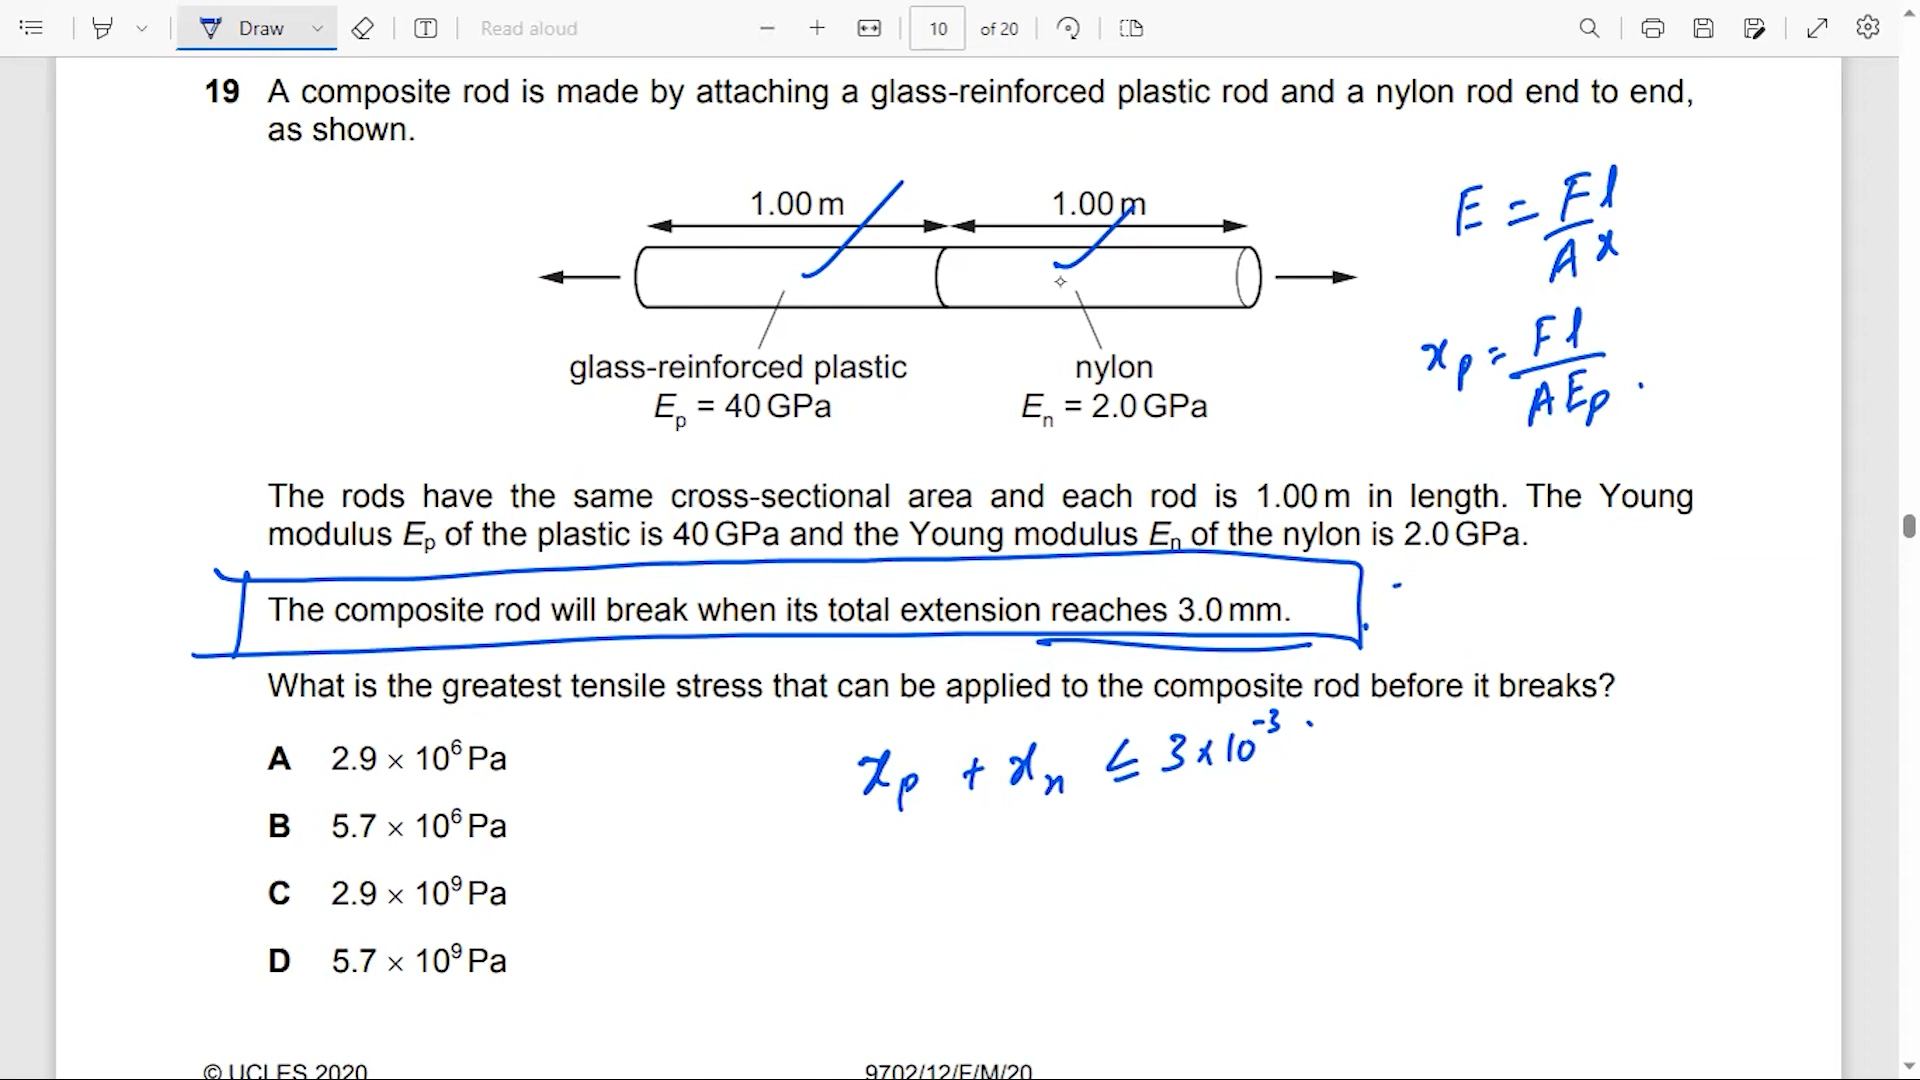 Draw
Read aloud
10 of 20
19 A composite rod is made by attaching a glass-reinforced plastic rod and a nylon rod end to end,
as shown.
1.00 m 1.00 m
glass-reinforced plastic nylon
Ep = 40 GPa En = 2.0 GPa
E = Fl / Ax
xp = Fl / AEp
The rods have the same cross-sectional area and each rod is 1.00 m in length. The Young
modulus Ep of the plastic is 40 GPa and the Young modulus En of the nylon is 2.0 GPa.
The composite rod will break when its total extension reaches 3.0 mm.
What is the greatest tensile stress that can be applied to the composite rod before it breaks?
xp + xn ≤ 3 × 10⁻³
A 2.9 × 10⁶ Pa
B 5.7 × 10⁶ Pa
C 2.9 × 10⁹ Pa
D 5.7 × 10⁹ Pa
© UCLES 2020 9702/12/F/M/20